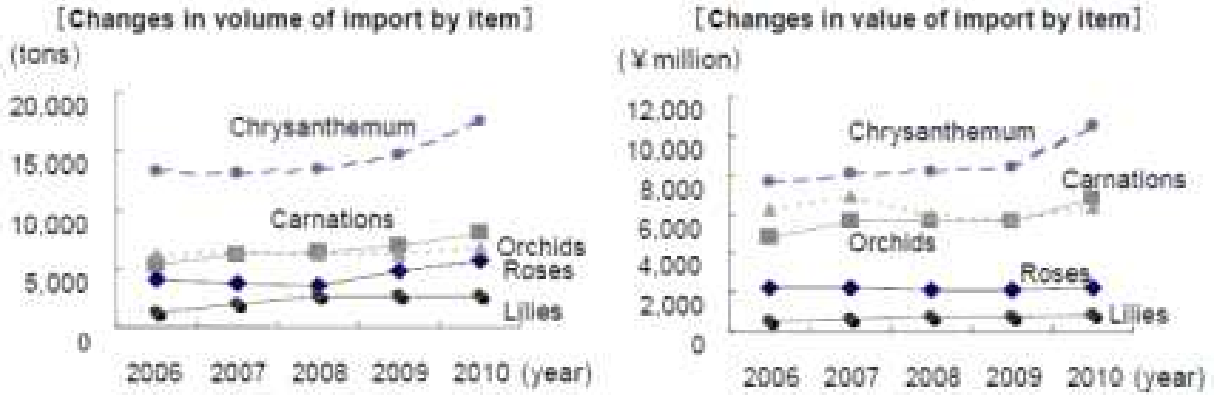 [Changes in volume of import by item]
(tons)
20,000
15,000
10,000
5,000
0
Chrysanthemum
Carnations
Orchids
Roses
Lilies
2006 2007 2008 2009 2010 (year)
[Changes in value of import by item]
(¥ million)
12,000
10,000
8,000
6,000
4,000
2,000
0
Chrysanthemum
Carnations
Orchids
Roses
Lilies
2006 2007 2008 2009 2010 (year)